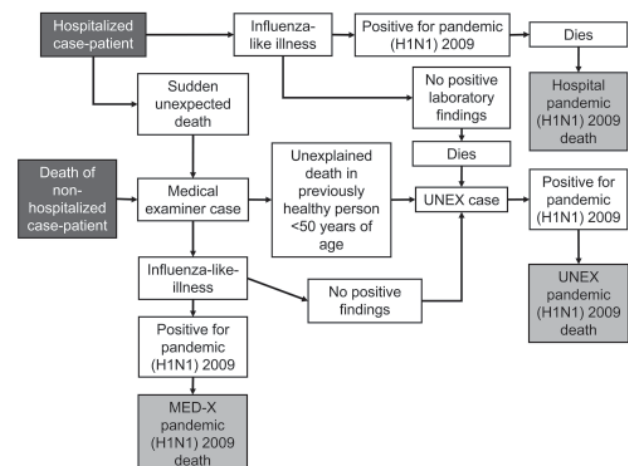 Hospitalized
case-patient
Influenza-
like illness
Positive for pandemic
(H1N1) 2009
Dies
Hospital
pandemic
(H1N1) 2009
death
Sudden
unexpected
death
No positive
laboratory
findings
Dies
Death of
non-
hospitalized
case-patient
Medical
examiner case
Unexplained
death in
previously
healthy person
<50 years of
age
UNEX case
Positive for
pandemic
(H1N1) 2009
UNEX
pandemic
(H1N1) 2009
death
Influenza-like-
illness
No positive
findings
Positive for
pandemic
(H1N1) 2009
MED-X
pandemic
(H1N1) 2009
death